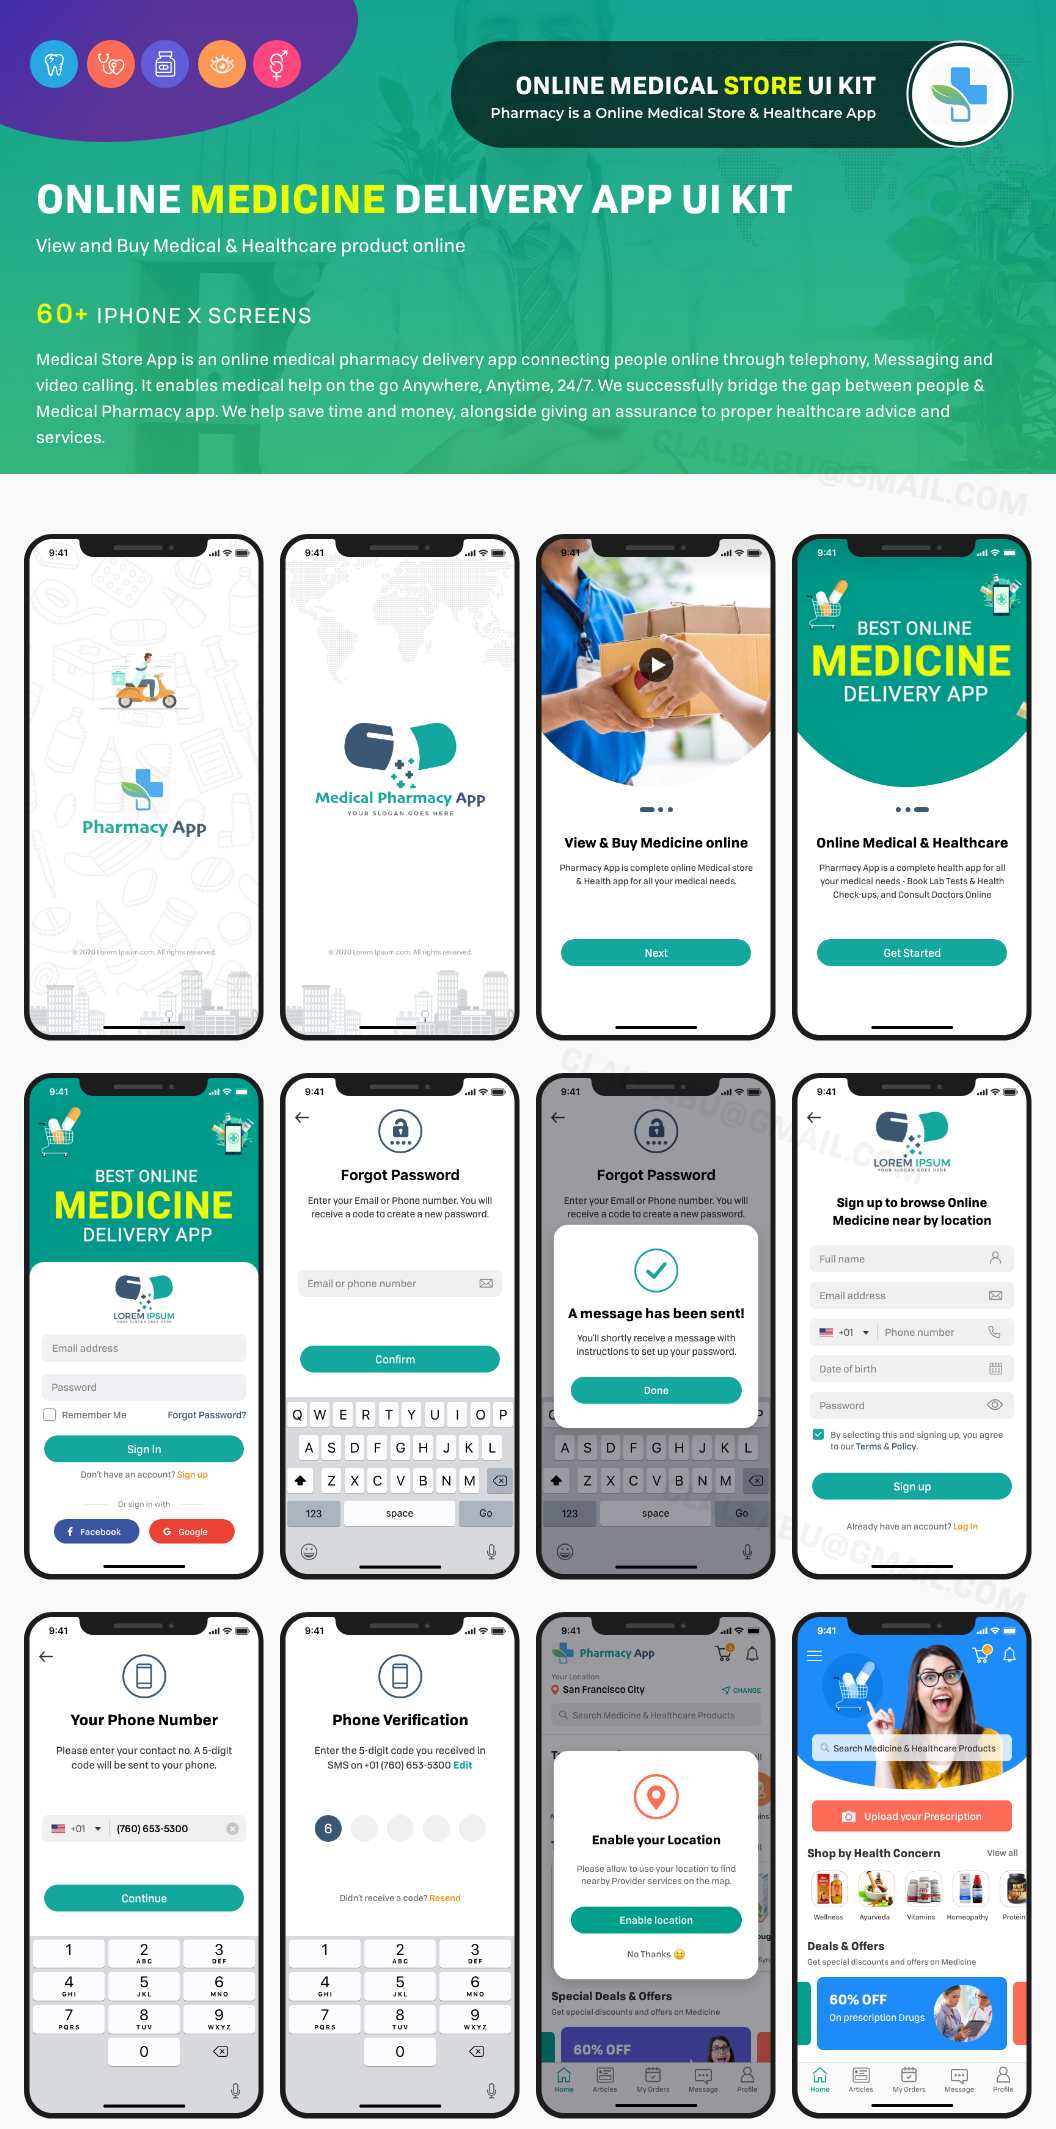 ONLINE MEDICAL STORE UI KIT
Pharmacy is a Online Medical Store & Healthcare App
ONLINE MEDICINE DELIVERY APP UI KIT
View and Buy Medical & Healthcare product online
60+ IPHONE X SCREENS
Medical Store App is an online medical pharmacy delivery app connecting people online through telephony, Messaging and
video calling. It enables medical help on the go Anywhere, Anytime, 24/7. We successfully bridge the gap between people &
Medical Pharmacy app. We help save time and money, alongside giving an assurance to proper healthcare advice and
services.
CLALBABU@GMAIL.COM
9:41
Pharmacy App
© 2020 Lorem Ipsum.com. All rights reserved.
9:41
Medical Pharmacy App
YOUR SLOGAN GOES HERE
© 2020 Lorem Ipsum.com. All rights reserved.
9:41
View & Buy Medicine online
Pharmacy App is complete online Medical store
& Health app for all your medical needs.
Next
9:41
BEST ONLINE
MEDICINE
DELIVERY APP
Online Medical & Healthcare
Pharmacy App is a complete health app for all
your medical needs - Book Lab Tests & Health
Check-ups, and Consult Doctors Online
Get Started
CLALBABU@GMAIL.COM
9:41
BEST ONLINE
MEDICINE
DELIVERY APP
LOREM IPSUM
YOUR SLOGAN GOES HERE
Email address
Password
Remember Me
Forgot Password?
Sign In
Don't have an account? Sign up
Or sign in with
Facebook
Google
9:41
Forgot Password
Enter your Email or Phone number. You will
receive a code to create a new password.
Email or phone number
Confirm
Q W E R T Y U I O P
A S D F G H J K L
Z X C V B N M
123 space Go
9:41
Forgot Password
Enter your Email or Phone number. You will
receive a code to create a new password.
A message has been sent!
You'll shortly receive a message with
instructions to set up your password.
Done
A S D F G H J K L
Z X C V B N M
123 space Go
9:41
LOREM IPSUM
YOUR SLOGAN GOES HERE
Sign up to browse Online
Medicine near by location
Full name
Email address
+01 Phone number
Date of birth
Password
By selecting this and signing up, you agree
to our Terms & Policy.
Sign up
Already have an account? Log In
CLALBABU@GMAIL.COM
9:41
Your Phone Number
Please enter your contact no. A 5-digit
code will be sent to your phone.
+01 (760) 653-5300
Continue
1 2 3
ABC DEF
4 5 6
GHI JKL MNO
7 8 9
PQRS TUV WXYZ
0
9:41
Phone Verification
Enter the 5-digit code you received in
SMS on +01 (760) 653-5300 Edit
6
Didn't receive a code? Resend
1 2 3
ABC DEF
4 5 6
GHI JKL MNO
7 8 9
PQRS TUV WXYZ
0
9:41
Pharmacy App
Your Location
San Francisco City
CHANGE
Search Medicine & Healthcare Products
Enable your Location
Please allow to use your location to find
nearby Provider services on the map.
Enable location
No Thanks
Special Deals & Offers
Get special discounts and offers on Medicine
60% OFF
Home Articles My Orders Message Profile
9:41
Search Medicine & Healthcare Products
Upload your Prescription
Shop by Health Concern
View all
Wellness Ayurveda Vitamins Homeopathy Protein
Deals & Offers
Get special discounts and offers on Medicine
60% OFF
On prescription Drugs
Home Articles My Orders Message Profile